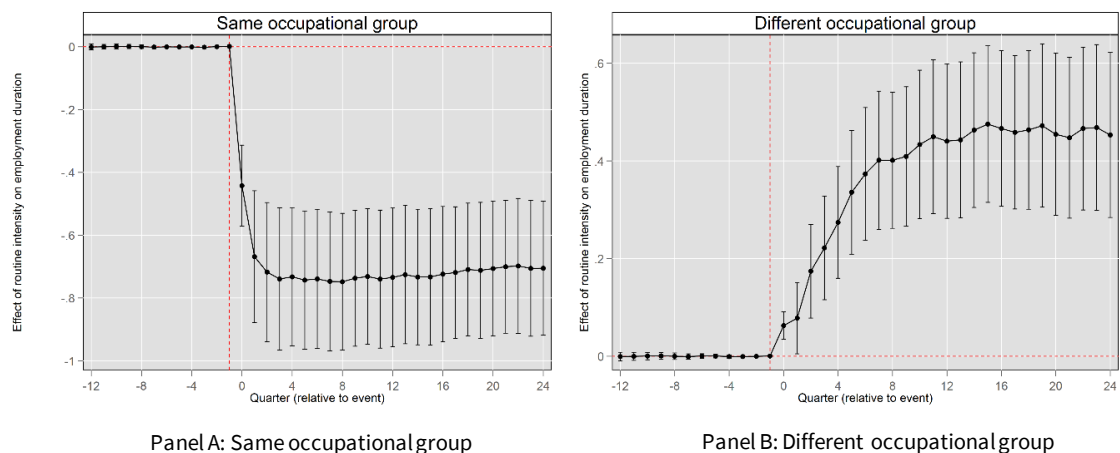 Same occupational group
Effect of routine intensity on employment duration
0
-.2
-.4
-.6
-.8
-1
-12 -8 -4 0 4 8 12 16 20 24
Quarter (relative to event)
Panel A: Same occupational group
Different occupational group
Effect of routine intensity on employment duration
.6
.4
.2
0
-12 -8 -4 0 4 8 12 16 20 24
Quarter (relative to event)
Panel B: Different occupational group